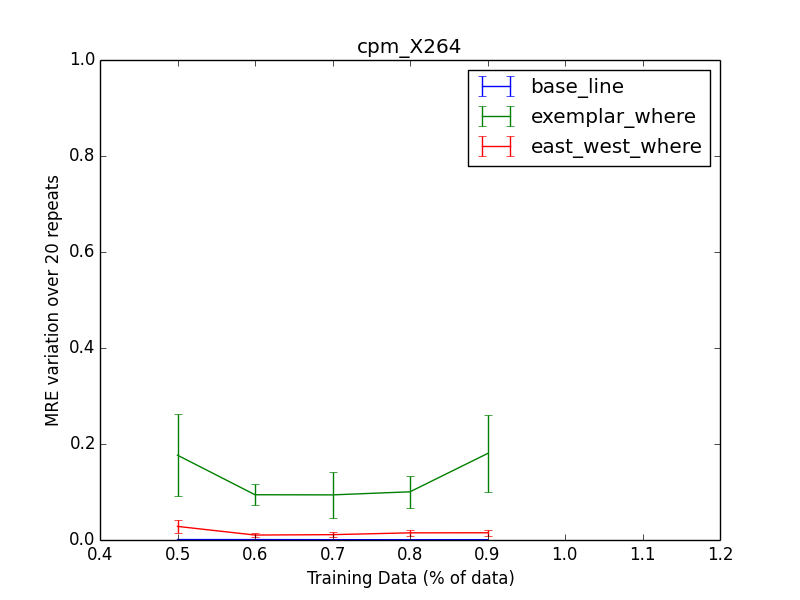 cpm_X264
base_line
exemplar_where
east_west_where
1.0
0.8
0.6
0.4
0.2
0.0
MRE variation over 20 repeats
0.4 0.5 0.6 0.7 0.8 0.9 1.0 1.1 1.2
Training Data (% of data)